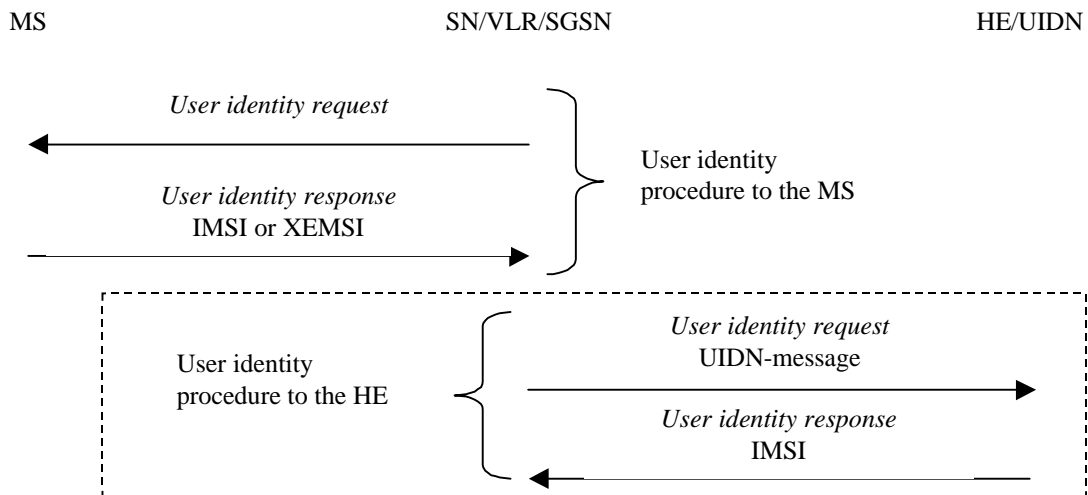 MS SN/VLR/SGSN HE/UIDN
User identity request
User identity
procedure to the MS
User identity response
IMSI or XEMSI
User identity request
UIDN-message
User identity
procedure to the HE
User identity response
IMSI